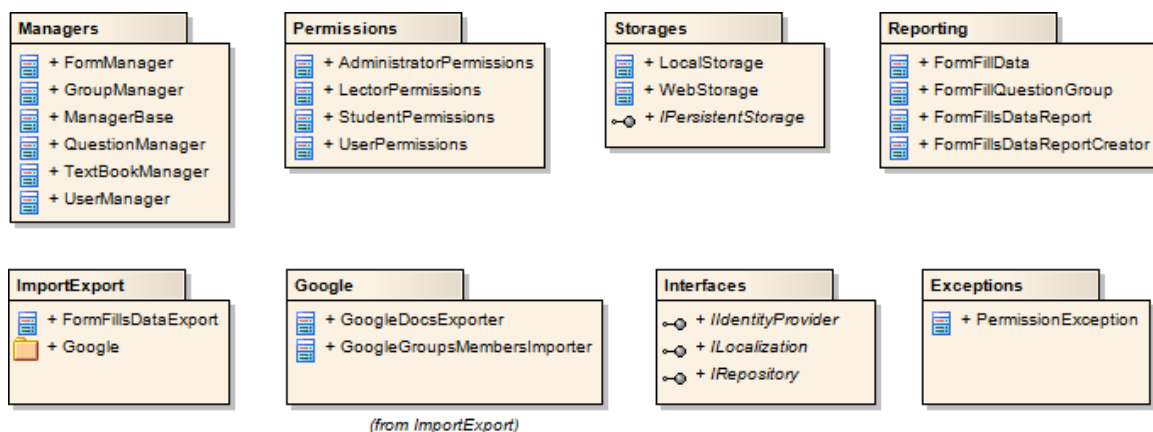 Managers
+ FormManager
+ GroupManager
+ ManagerBase
+ QuestionManager
+ TextBookManager
+ UserManager
Permissions
+ AdministratorPermissions
+ LectorPermissions
+ StudentPermissions
+ UserPermissions
Storages
+ LocalStorage
+ WebStorage
+ IPersistentStorage
Reporting
+ FormFillData
+ FormFillQuestionGroup
+ FormFillsDataReport
+ FormFillsDataReportCreator
ImportExport
+ FormFillsDataExport
+ Google
Google
+ GoogleDocsExporter
+ GoogleGroupsMembersImporter
(from ImportExport)
Interfaces
+ IIdentityProvider
+ ILocalization
+ IRepository
Exceptions
+ PermissionException